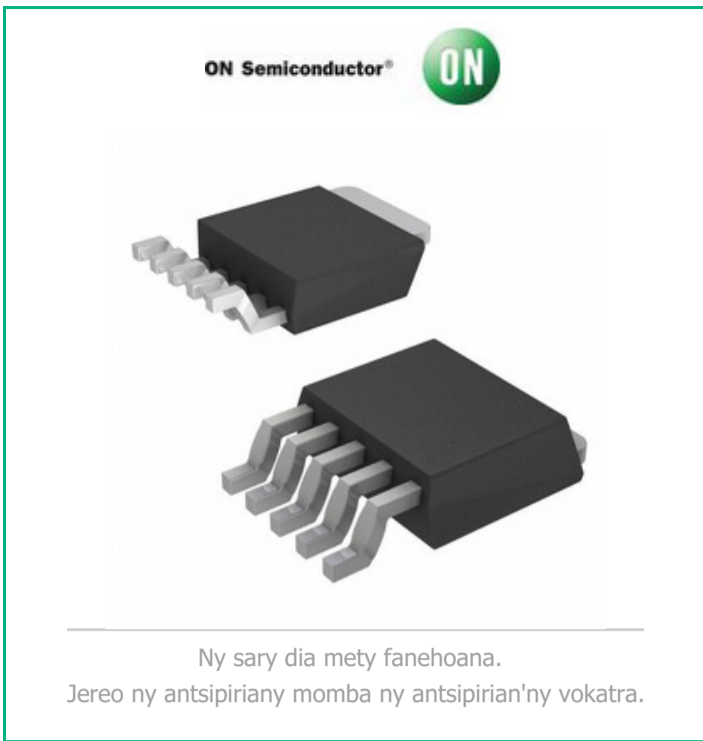 ON Semiconductor® ON
Ny sary dia mety fanehoana.
Jereo ny antsipiriany momba ny antsipirian'ny vokatra.